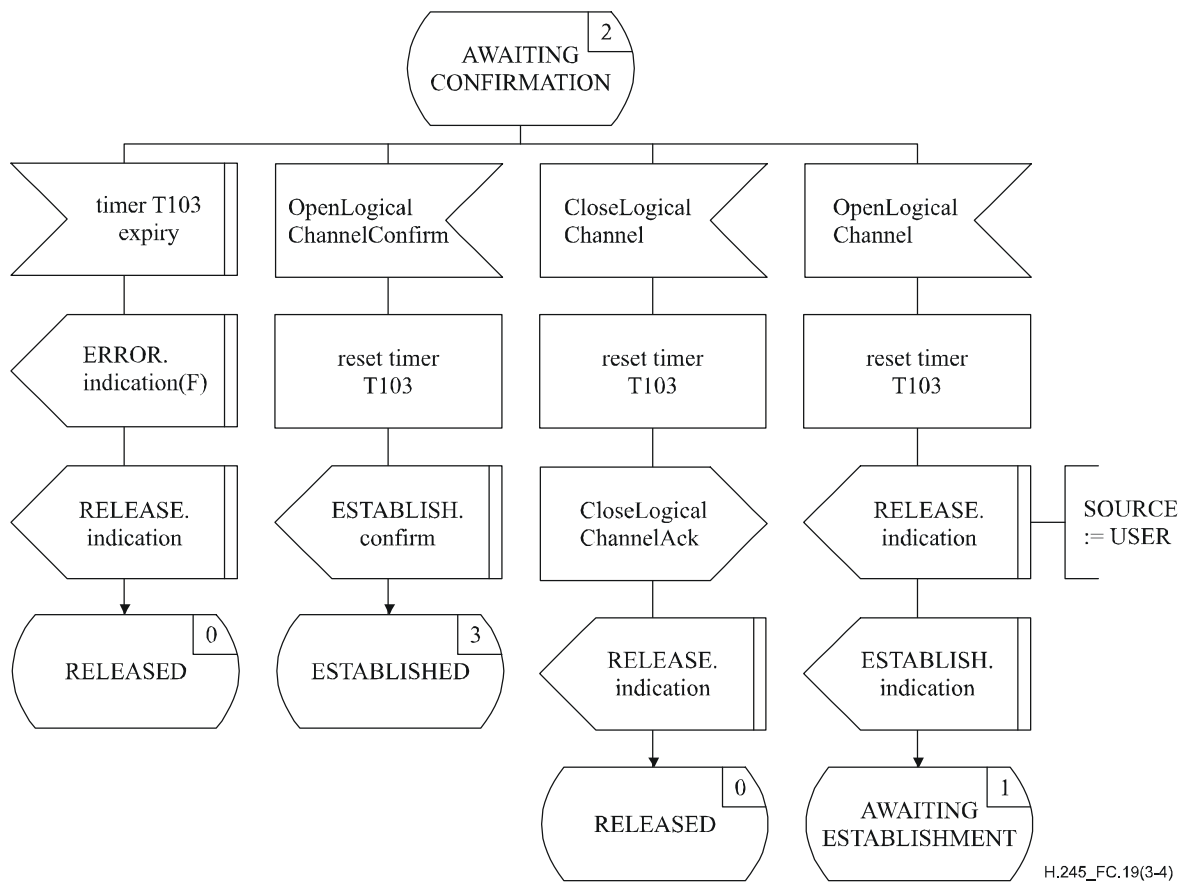 2
AWAITING
CONFIRMATION
timer T103
expiry
OpenLogical
ChannelConfirm
CloseLogical
Channel
OpenLogical
Channel
ERROR.
indication(F)
reset timer
T103
reset timer
T103
reset timer
T103
RELEASE.
indication
ESTABLISH.
confirm
CloseLogical
ChannelAck
RELEASE.
indication
SOURCE
:= USER
0
RELEASED
3
ESTABLISHED
RELEASE.
indication
ESTABLISH.
indication
0
RELEASED
1
AWAITING
ESTABLISHMENT
H.245_FC.19(3-4)